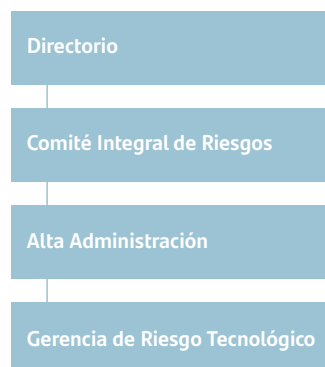 Directorio
Comité Integral de Riesgos
Alta Administración
Gerencia de Riesgo Tecnológico